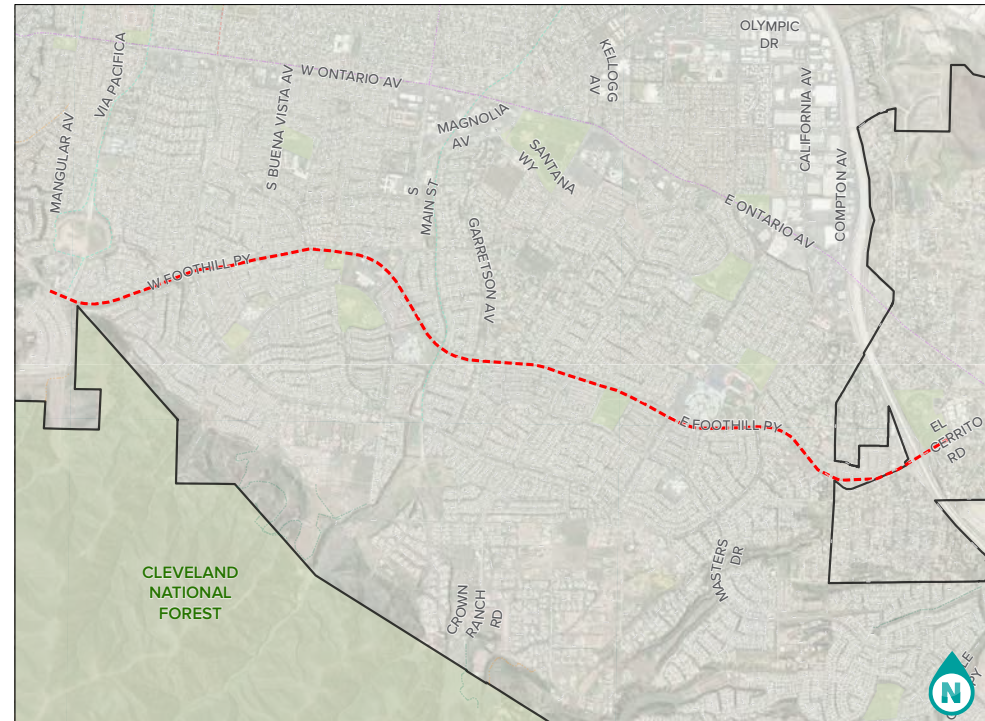 OLYMPIC
DR
VIA PACIFICA
W ONTARIO AV
KELLOGG
AV
MANGULAR AV
S BUENA VISTA AV
MAGNOLIA
AV
SANTANA
WY
CALIFORNIA AV
COMPTON AV
S
MAIN ST
GARRETSON AV
E ONTARIO AV
W FOOTHILL PY
E FOOTHILL PY
EL
CERRITO
RD
CLEVELAND
NATIONAL
FOREST
CROWN
RANCH
RD
MASTERS
DR
N